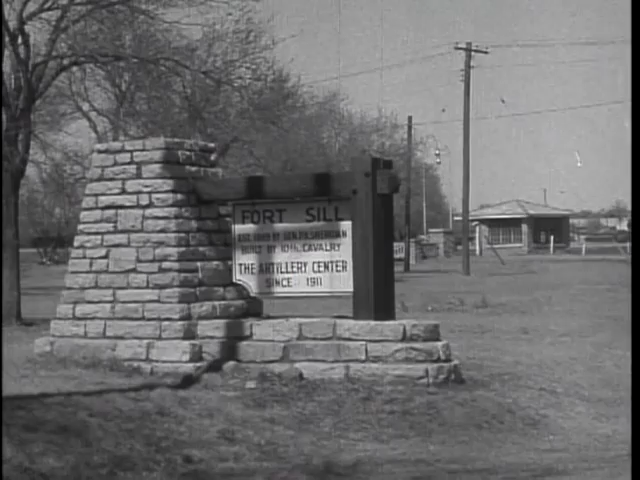 FORT SILL
EST. 1869 BY GEN. P.H. SHERIDAN
BUILT BY 10TH CAVALRY
THE ARTILLERY CENTER
SINCE 1911